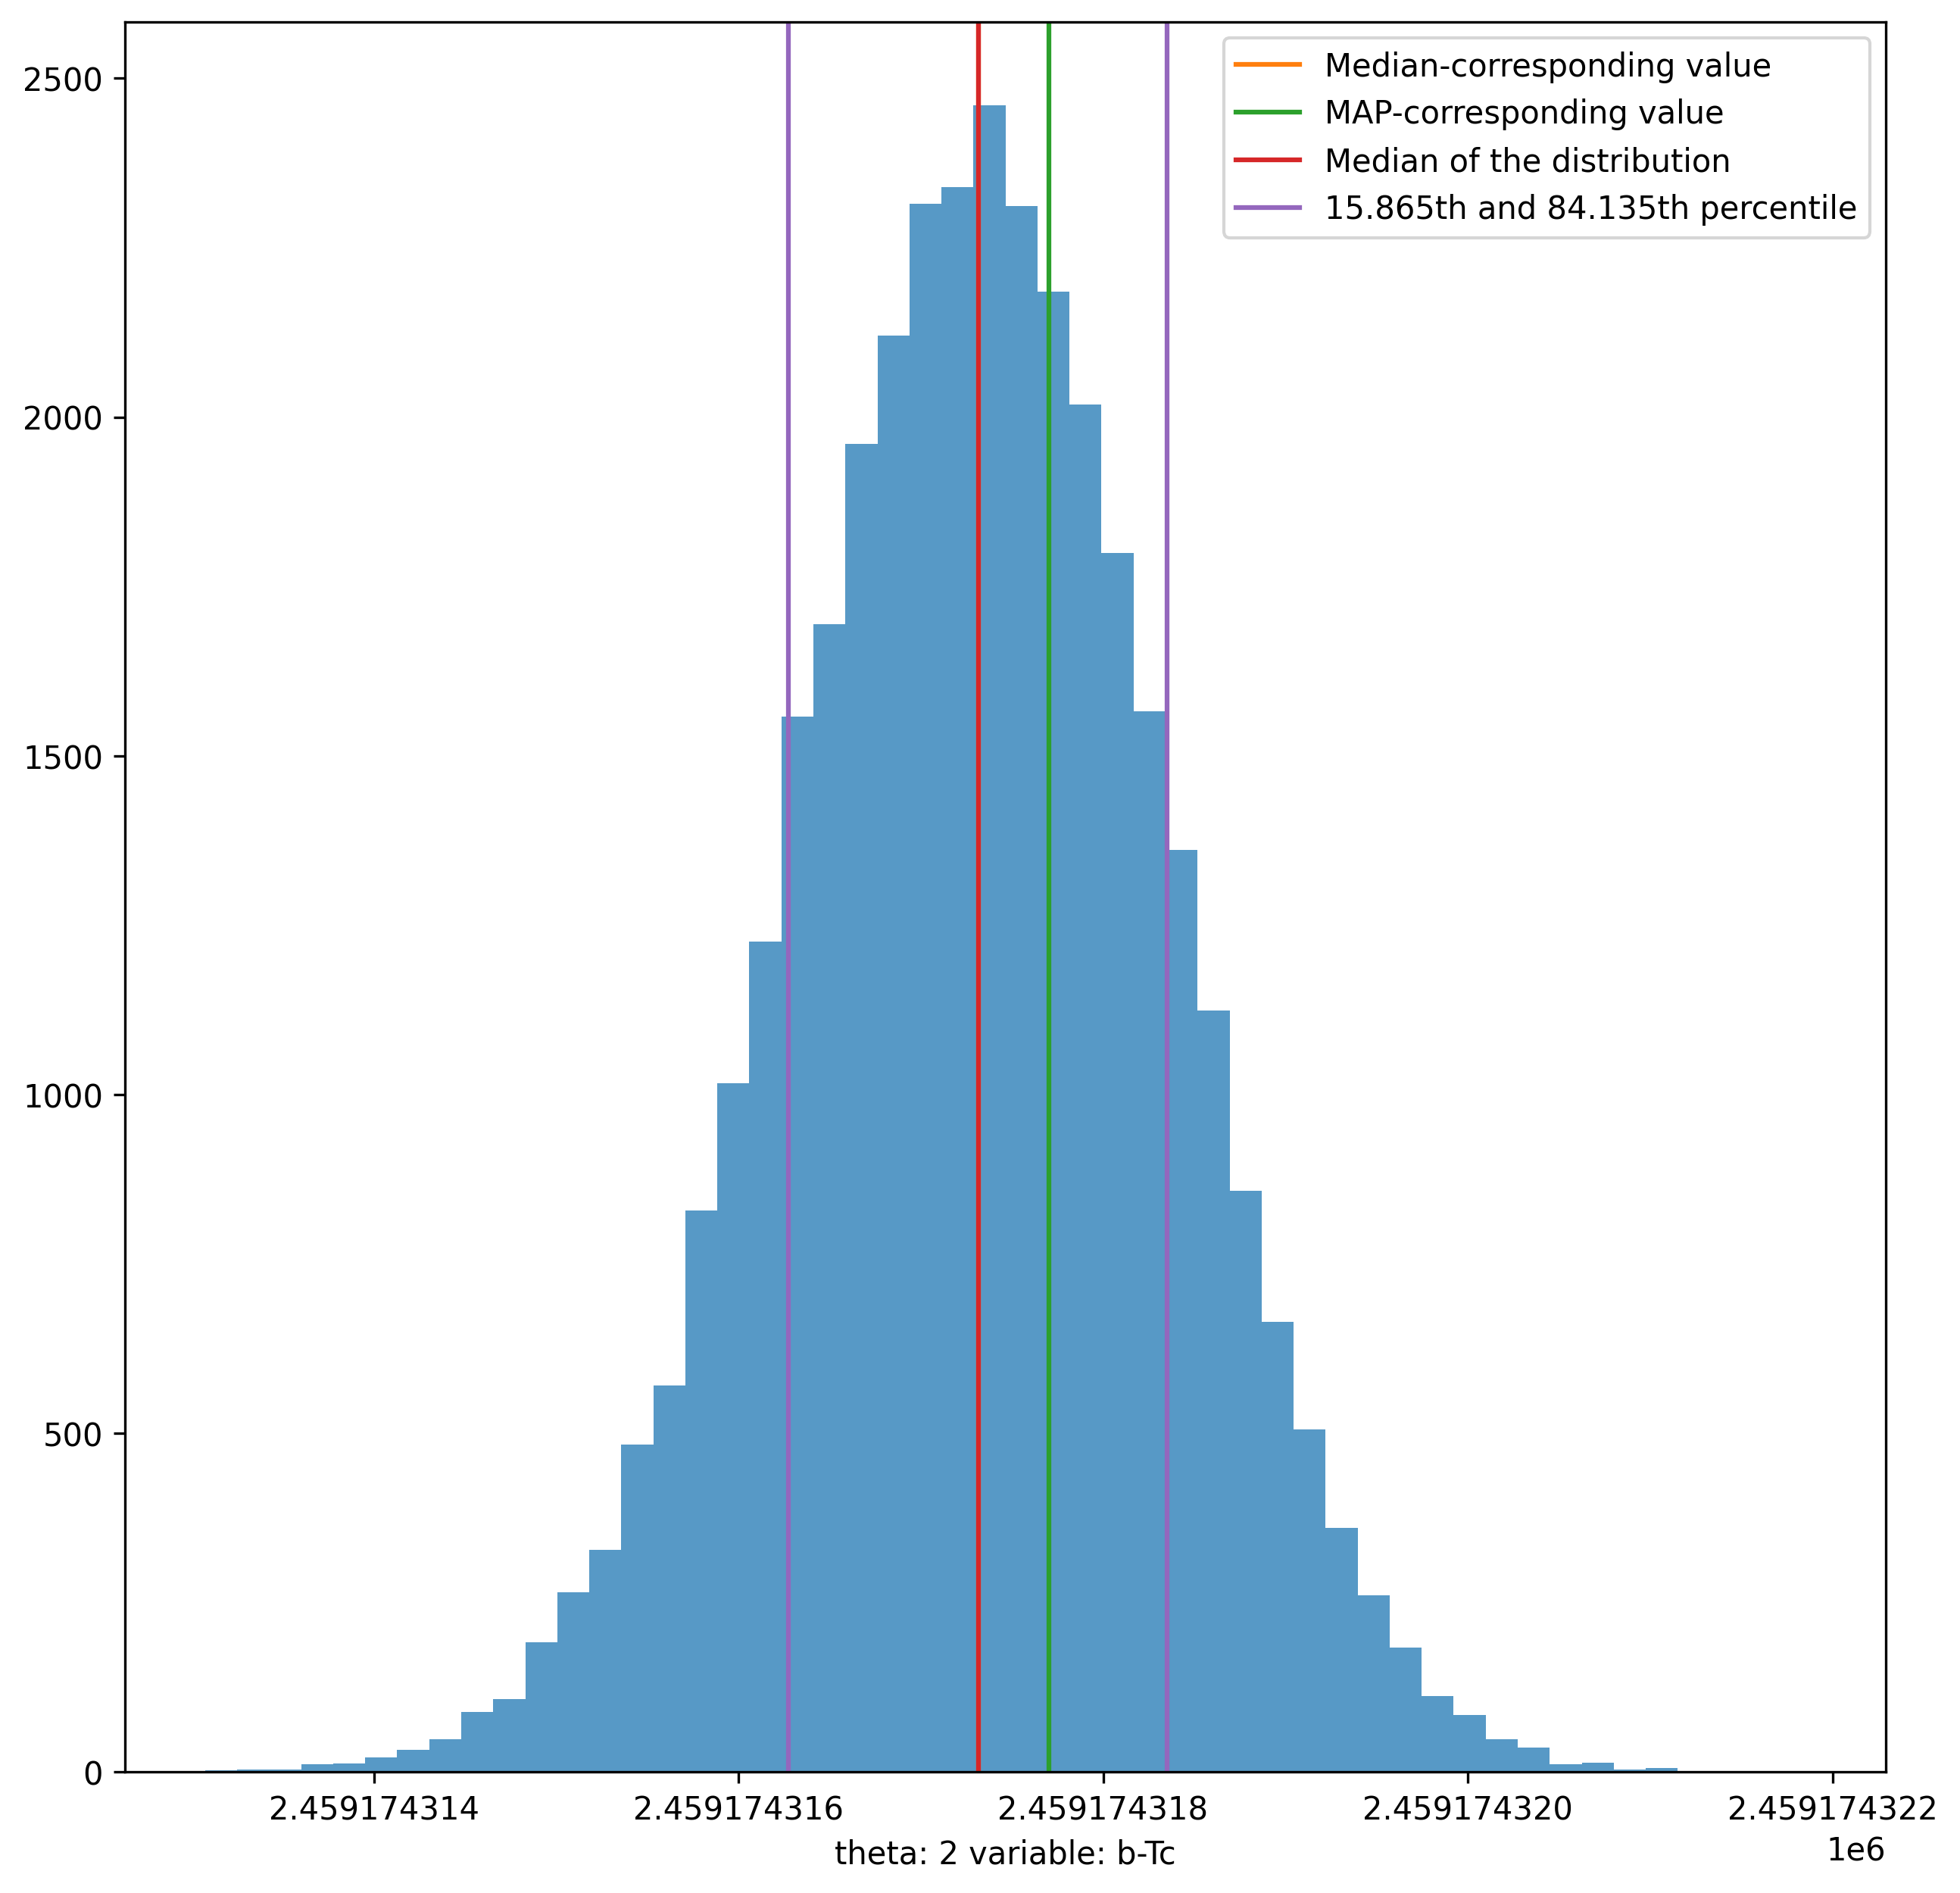 2500
2000
1500
1000
500
0
Median-corresponding value
MAP-corresponding value
Median of the distribution
15.865th and 84.135th percentile
2.459174314 2.459174316 2.459174318 2.459174320 2.459174322
1e6
theta: 2 variable: b-Tc